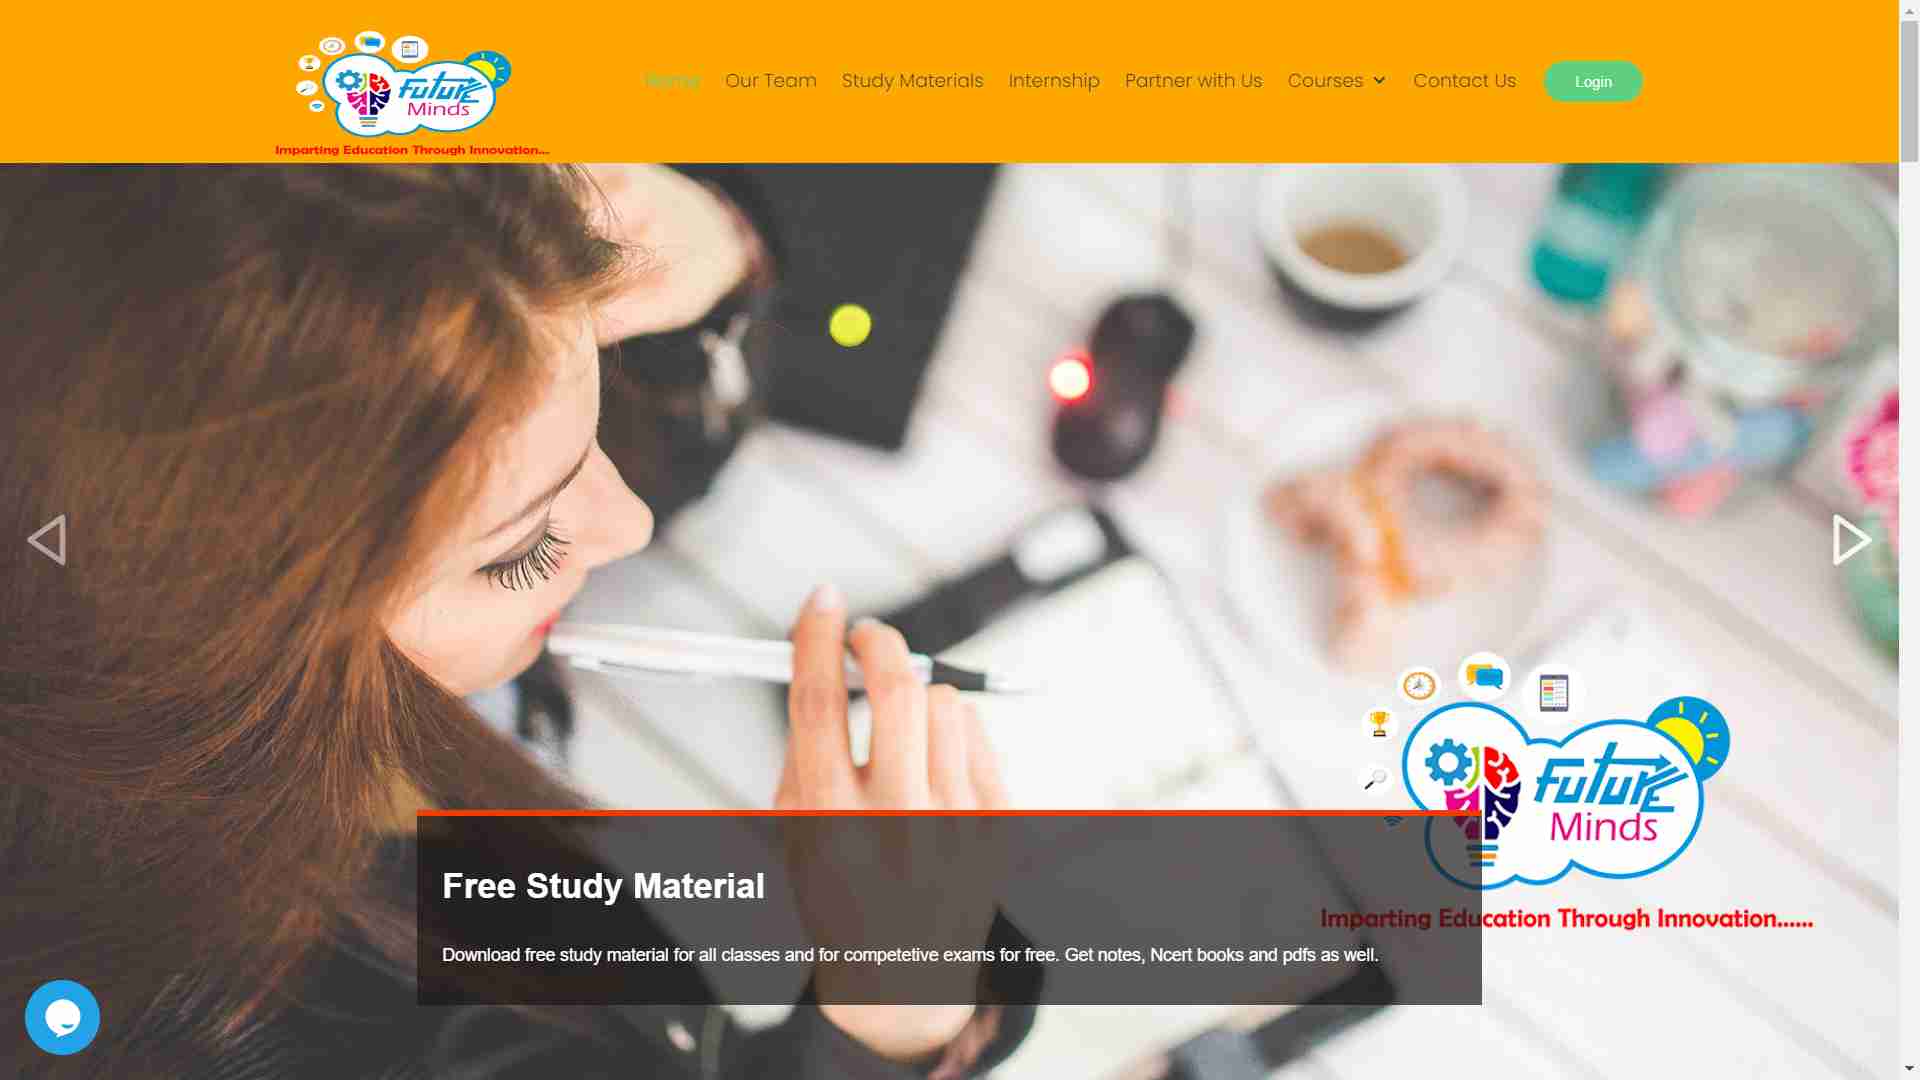 Future
Minds
Imparting Education Through Innovation....
Home
Our Team
Study Materials
Internship
Partner with Us
Courses
Contact Us
Login
Future
Minds
Imparting Education Through Innovation......
Free Study Material
Download free study material for all classes and for competetive exams for free. Get notes, Ncert books and pdfs as well.